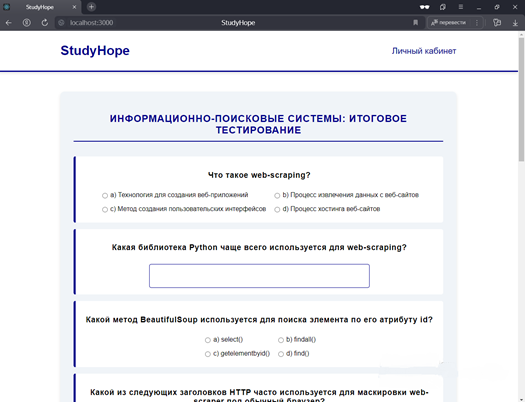 StudyHope
localhost:3000
StudyHope
перевести
StudyHope
Личный кабинет
ИНФОРМАЦИОННО-ПОИСКОВЫЕ СИСТЕМЫ: ИТОГОВОЕ
ТЕСТИРОВАНИЕ
Что такое web-scraping?
a) Технология для создания веб-приложений
b) Процесс извлечения данных с веб-сайтов
c) Метод создания пользовательских интерфейсов
d) Процесс хостинга веб-сайтов
Какая библиотека Python чаще всего используется для web-scraping?
Какой метод BeautifulSoup используется для поиска элемента по его атрибуту id?
a) select()
b) findall()
c) getelementbyid()
d) find()
Какой из следующих заголовков HTTP часто используется для маскировки web-
scraper под обычный браузер?